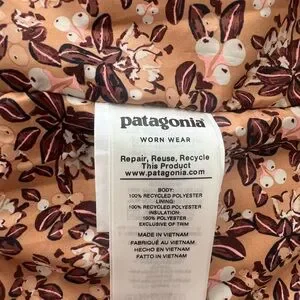 patagonia®
WORN WEAR
Repair, Reuse, Recycle
This Product
www.patagonia.com
BODY:
100% RECYCLED POLYESTER
LINING:
100% RECYCLED POLYESTER
INSULATION:
100% POLYESTER
EXCLUSIVE OF TRIM
MADE IN VIETNAM
FABRIQUÉ AU VIETNAM
HECHO EN VIETNAM
FATTO IN VIETNAM